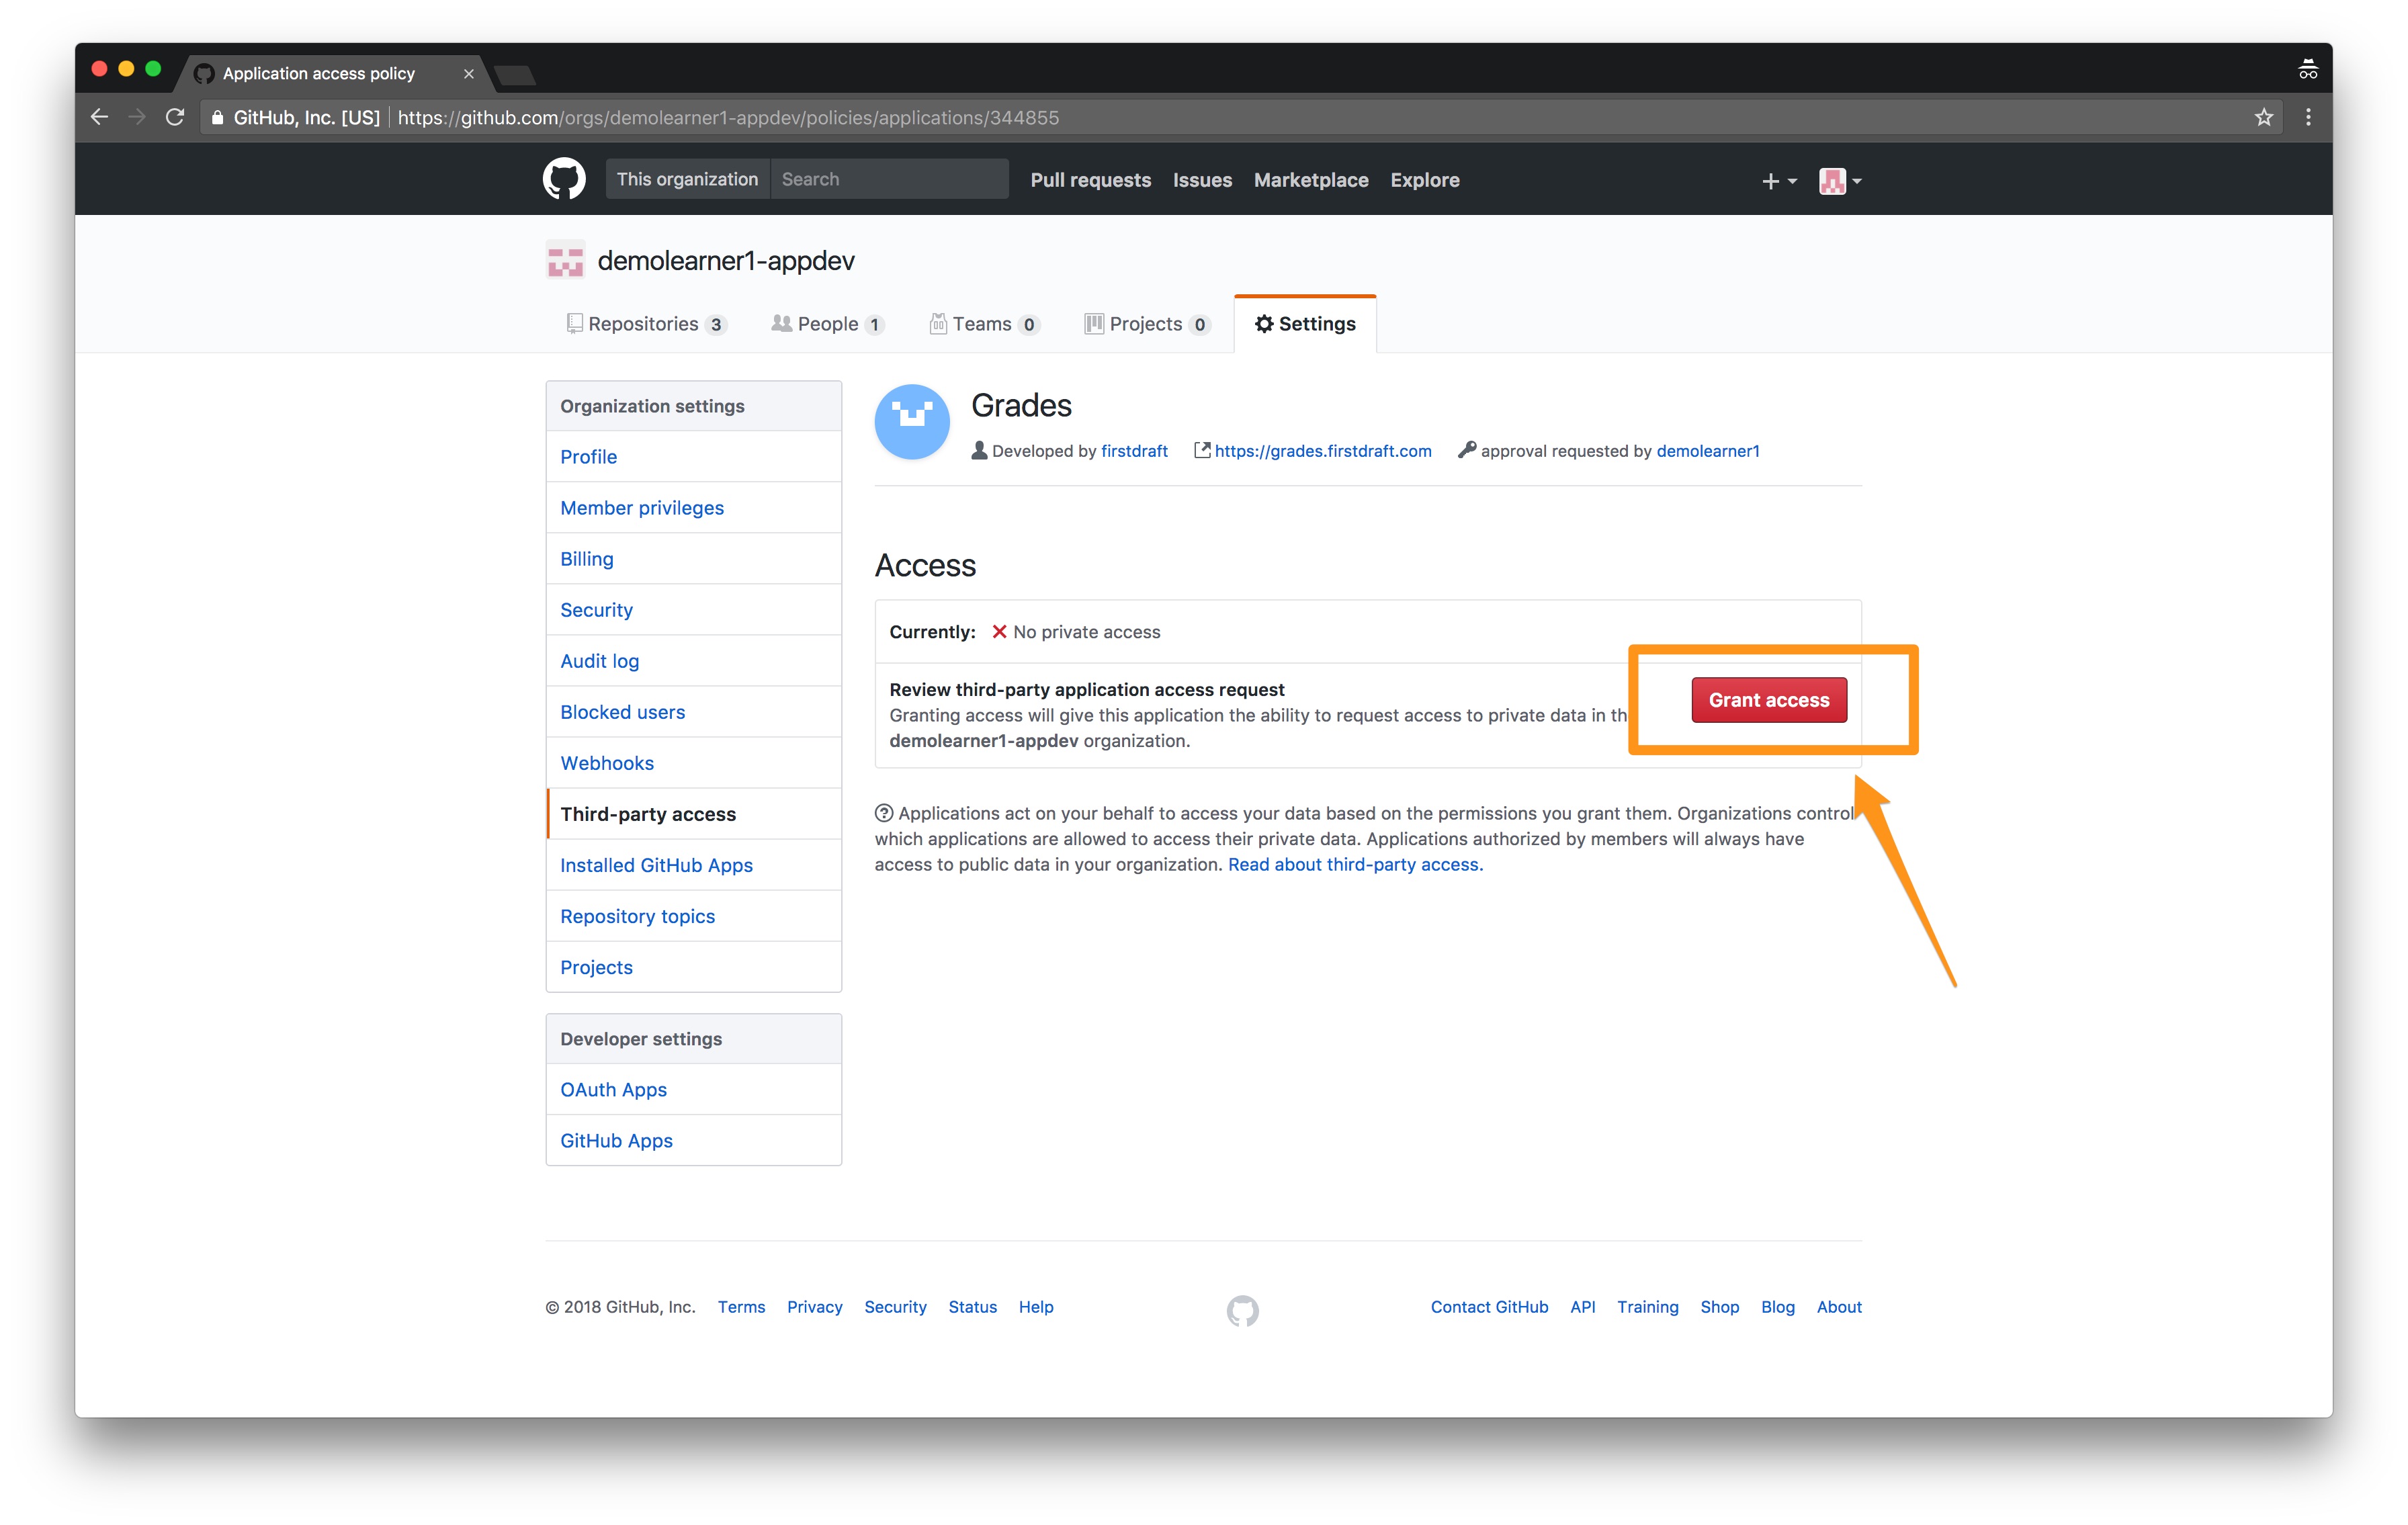 Application access policy
GitHub, Inc. [US] https://github.com/orgs/demolearner1-appdev/policies/applications/344855
This organization Search Pull requests Issues Marketplace Explore
demolearner1-appdev
Repositories 3 People 1 Teams 0 Projects 0 Settings
Organization settings
Profile
Member privileges
Billing
Security
Audit log
Blocked users
Webhooks
Third-party access
Installed GitHub Apps
Repository topics
Projects
Developer settings
OAuth Apps
GitHub Apps
Grades
Developed by firstdraft https://grades.firstdraft.com approval requested by demolearner1
Access
Currently: No private access
Review third-party application access request
Granting access will give this application the ability to request access to private data in th
demolearner1-appdev organization.
Grant access
Applications act on your behalf to access your data based on the permissions you grant them. Organizations control
which applications are allowed to access their private data. Applications authorized by members will always have
access to public data in your organization. Read about third-party access.
© 2018 GitHub, Inc. Terms Privacy Security Status Help Contact GitHub API Training Shop Blog About